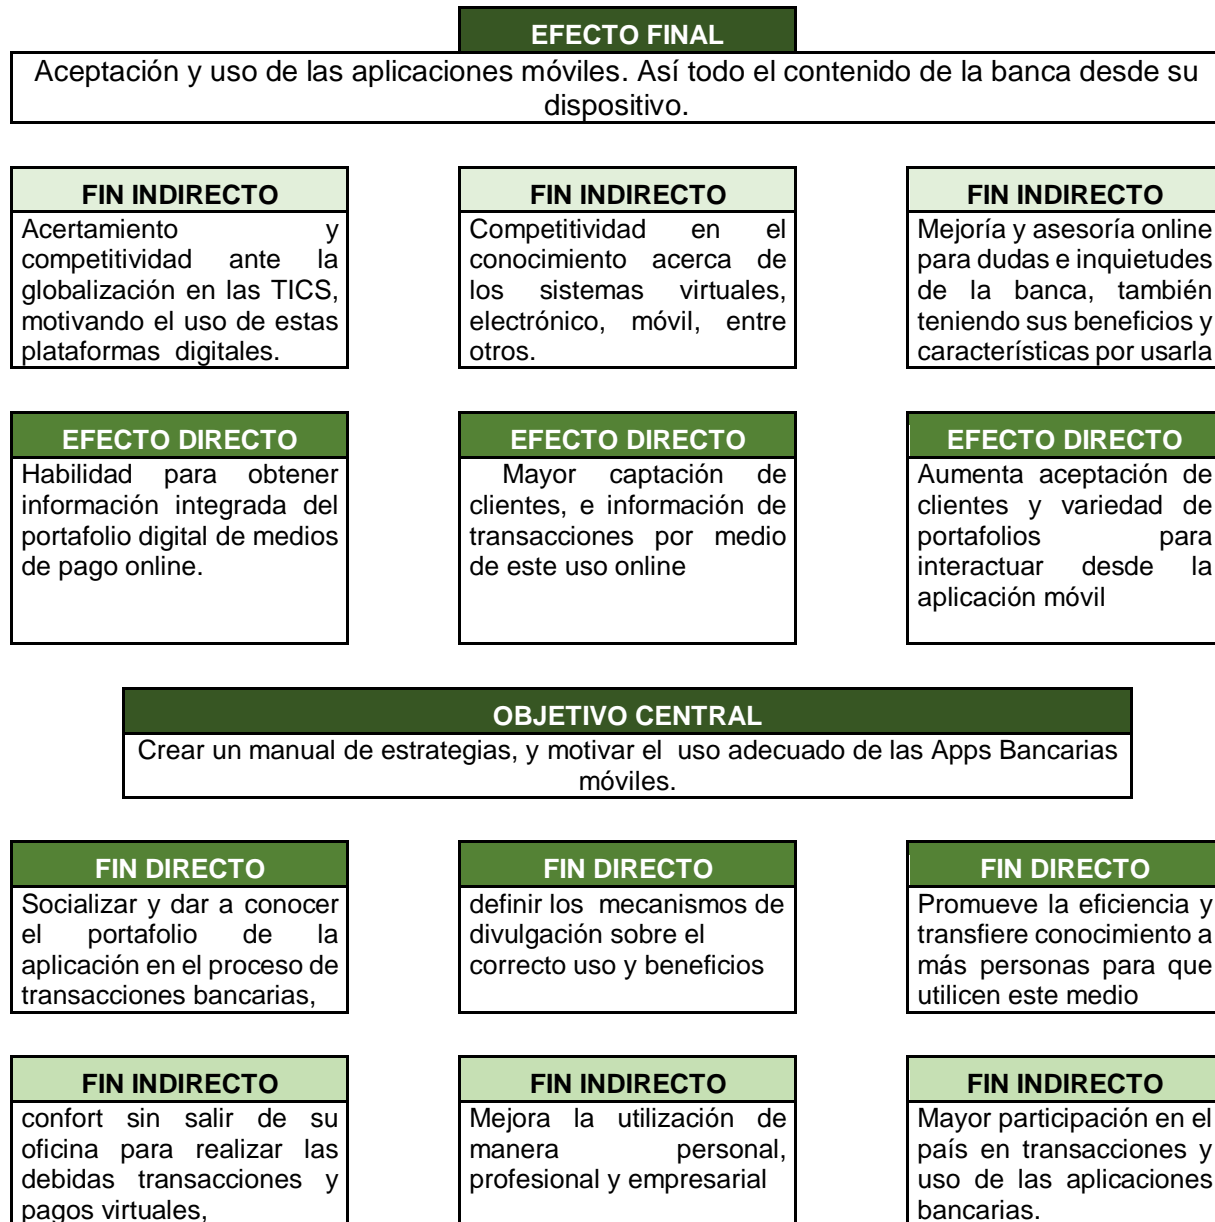 EFECTO FINAL
Aceptación y uso de las aplicaciones móviles. Así todo el contenido de la banca desde su
dispositivo.
FIN INDIRECTO
Acertamiento y
competitividad ante la
globalización en las TICS,
motivando el uso de estas
plataformas digitales.
FIN INDIRECTO
Competitividad en el
conocimiento acerca de
los sistemas virtuales,
electrónico, móvil, entre
otros.
FIN INDIRECTO
Mejoría y asesoría online
para dudas e inquietudes
de la banca, también
teniendo sus beneficios y
características por usarla
EFECTO DIRECTO
Habilidad para obtener
información integrada del
portafolio digital de medios
de pago online.
EFECTO DIRECTO
Mayor captación de
clientes, e información de
transacciones por medio
de este uso online
EFECTO DIRECTO
Aumenta aceptación de
clientes y variedad de
portafolios para
interactuar desde la
aplicación móvil
OBJETIVO CENTRAL
Crear un manual de estrategias, y motivar el uso adecuado de las Apps Bancarias
móviles.
FIN DIRECTO
Socializar y dar a conocer
el portafolio de la
aplicación en el proceso de
transacciones bancarias,
FIN DIRECTO
definir los mecanismos de
divulgación sobre el
correcto uso y beneficios
FIN DIRECTO
Promueve la eficiencia y
transfiere conocimiento a
más personas para que
utilicen este medio
FIN INDIRECTO
confort sin salir de su
oficina para realizar las
debidas transacciones y
pagos virtuales,
FIN INDIRECTO
Mejora la utilización de
manera personal,
profesional y empresarial
FIN INDIRECTO
Mayor participación en el
país en transacciones y
uso de las aplicaciones
bancarias.